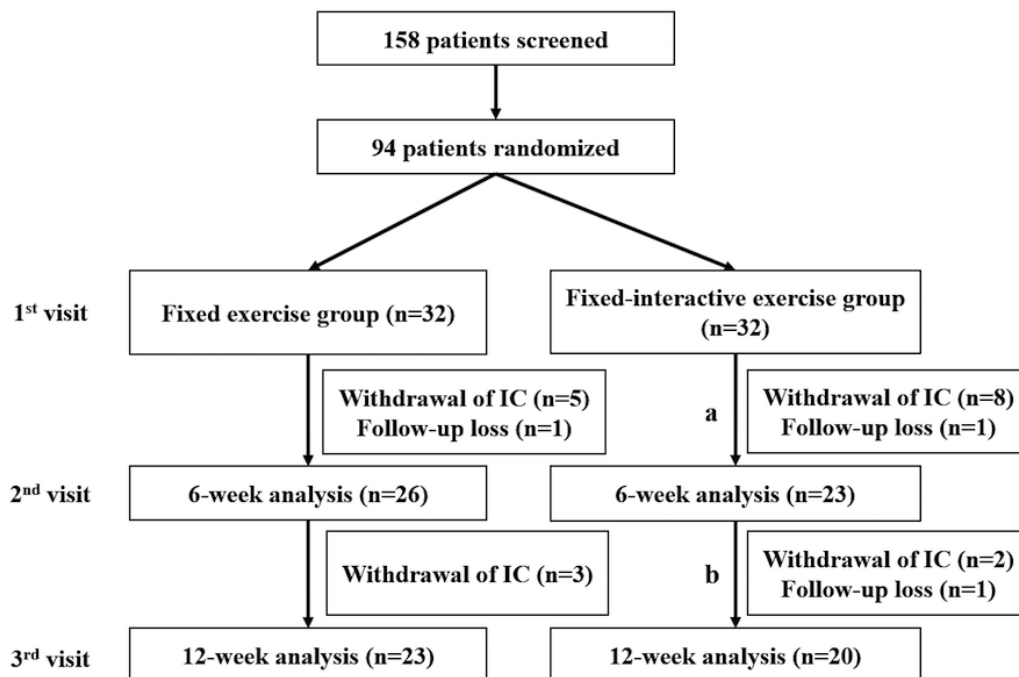 158 patients screened
94 patients randomized
1st visit
Fixed exercise group (n=32)
Fixed-interactive exercise group
(n=32)
Withdrawal of IC (n=5)
Follow-up loss (n=1)
a
Withdrawal of IC (n=8)
Follow-up loss (n=1)
2nd visit
6-week analysis (n=26)
6-week analysis (n=23)
Withdrawal of IC (n=3)
b
Withdrawal of IC (n=2)
Follow-up loss (n=1)
3rd visit
12-week analysis (n=23)
12-week analysis (n=20)